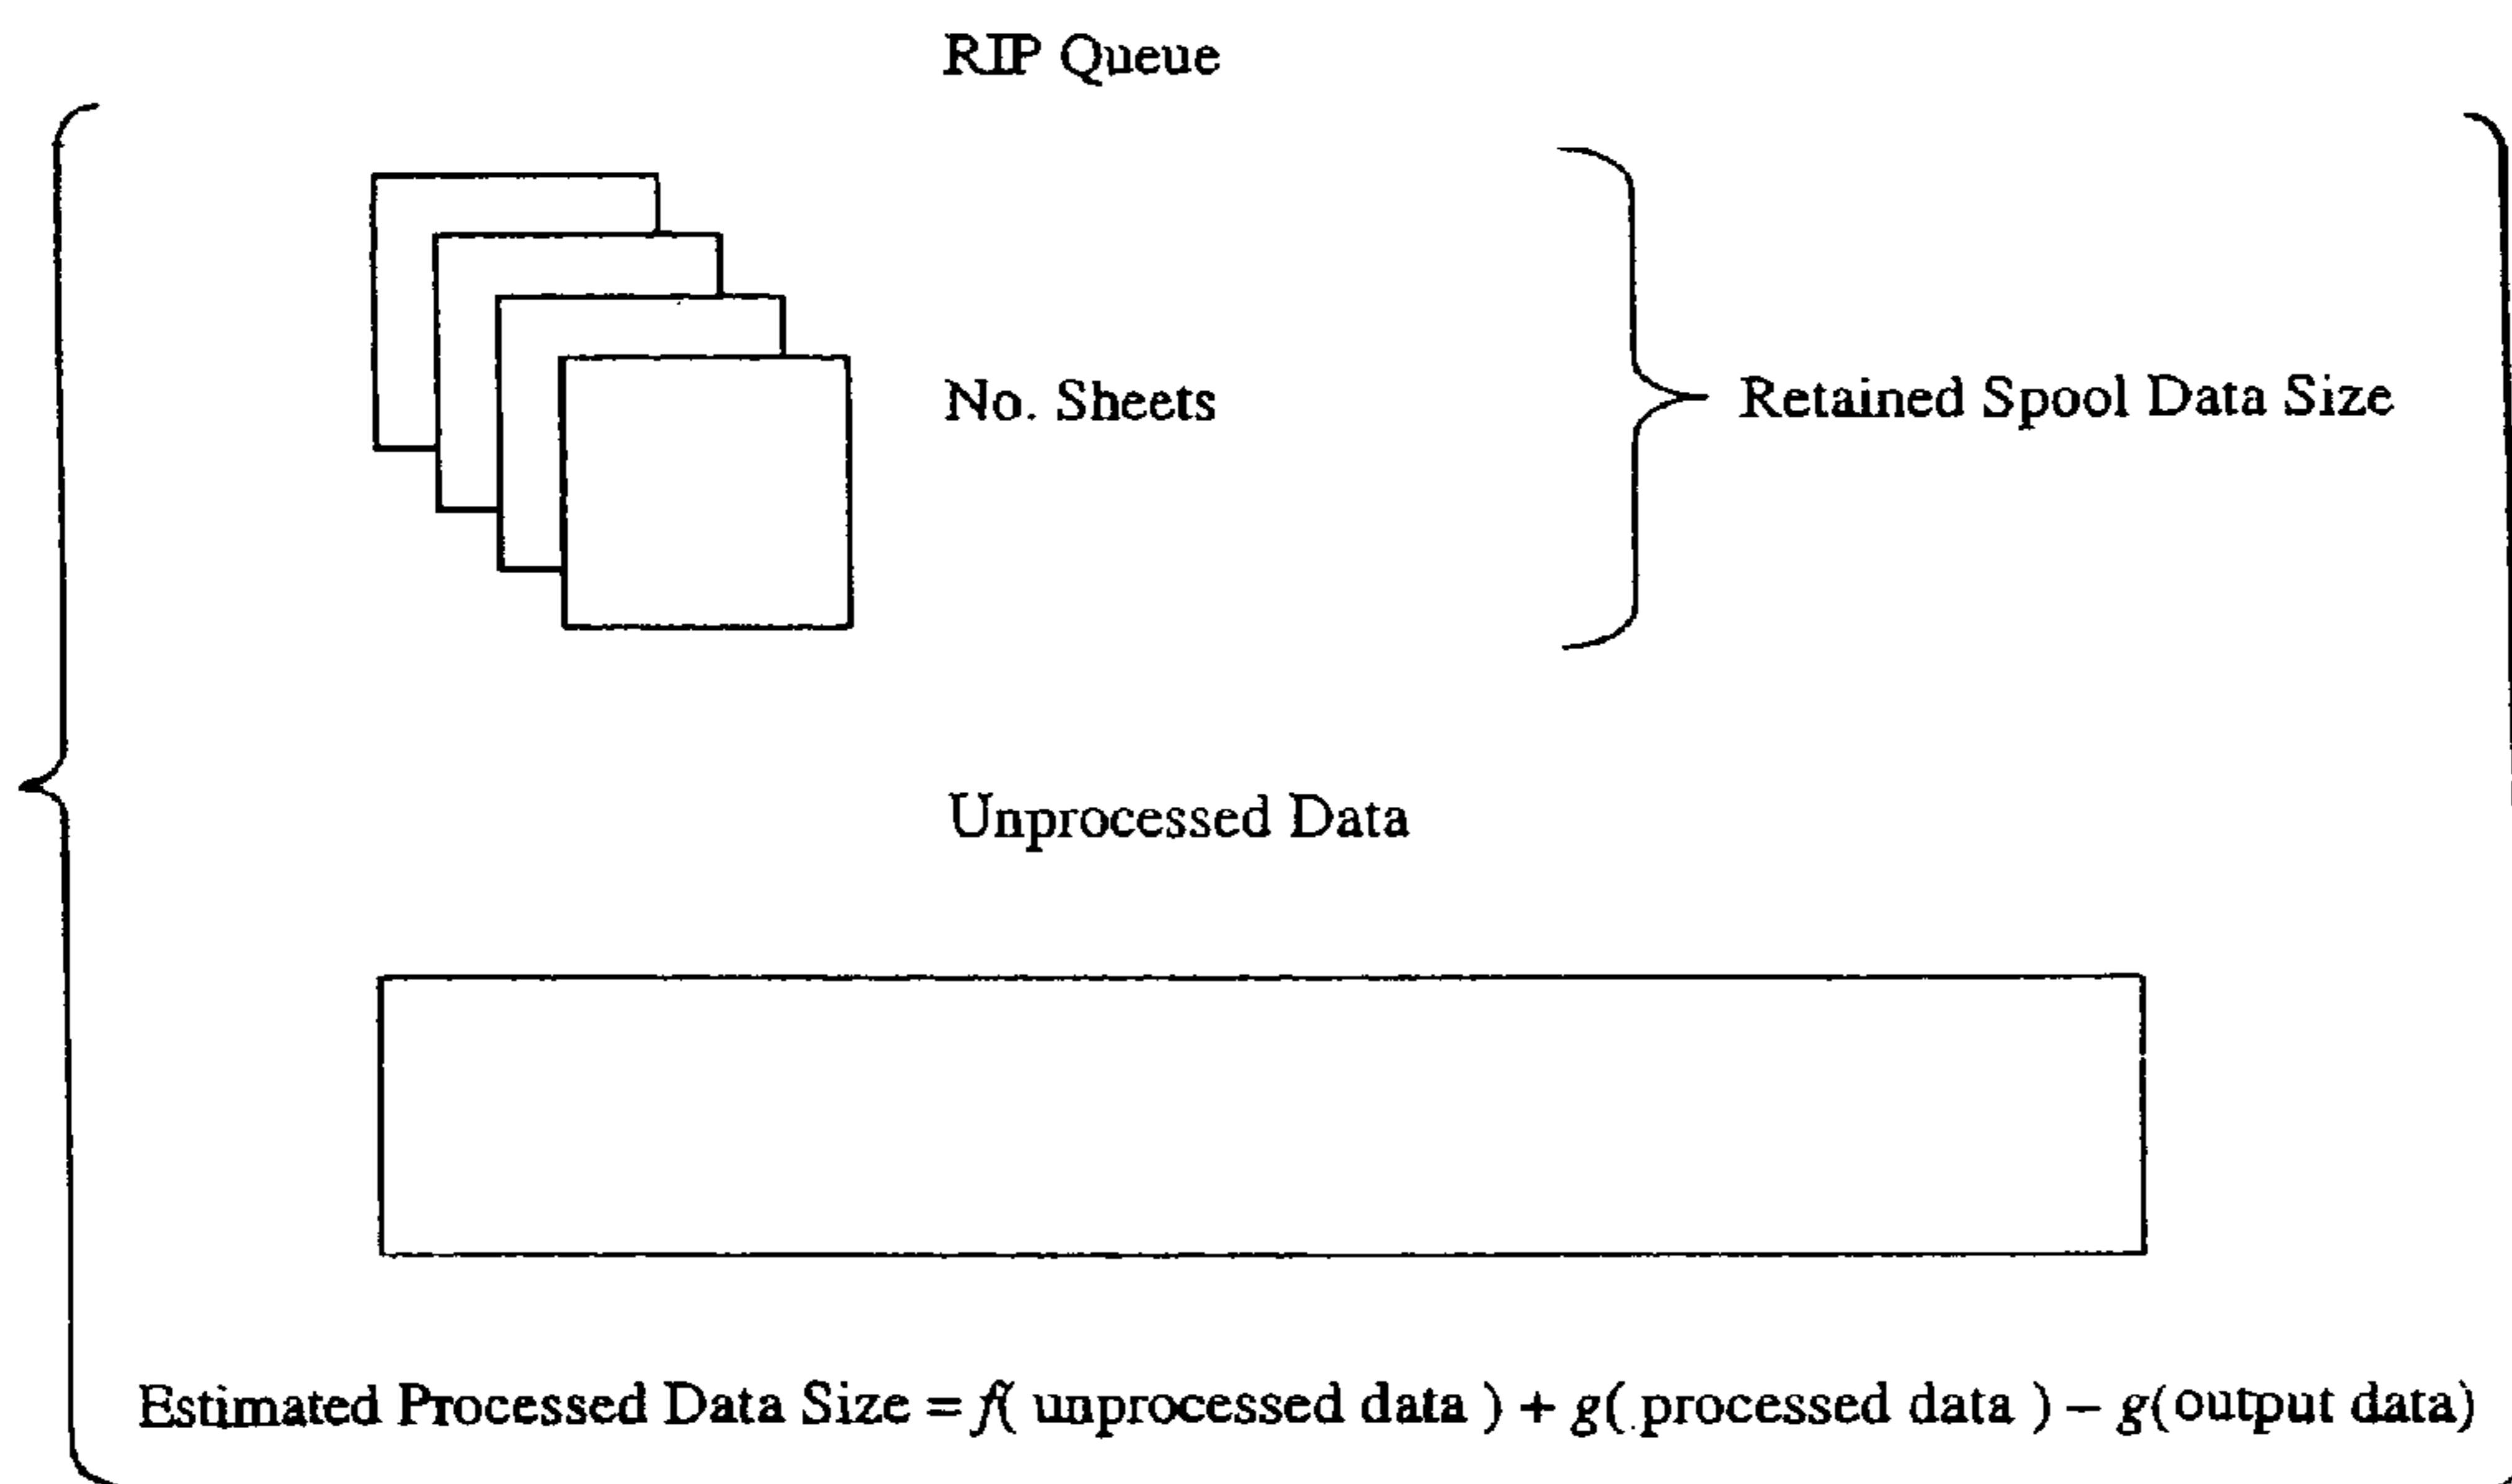 RIP Queue
No. Sheets
Retained Spool Data Size
Unprocessed Data
Estimated Processed Data Size = f( unprocessed data ) + g( processed data ) – g(output data)